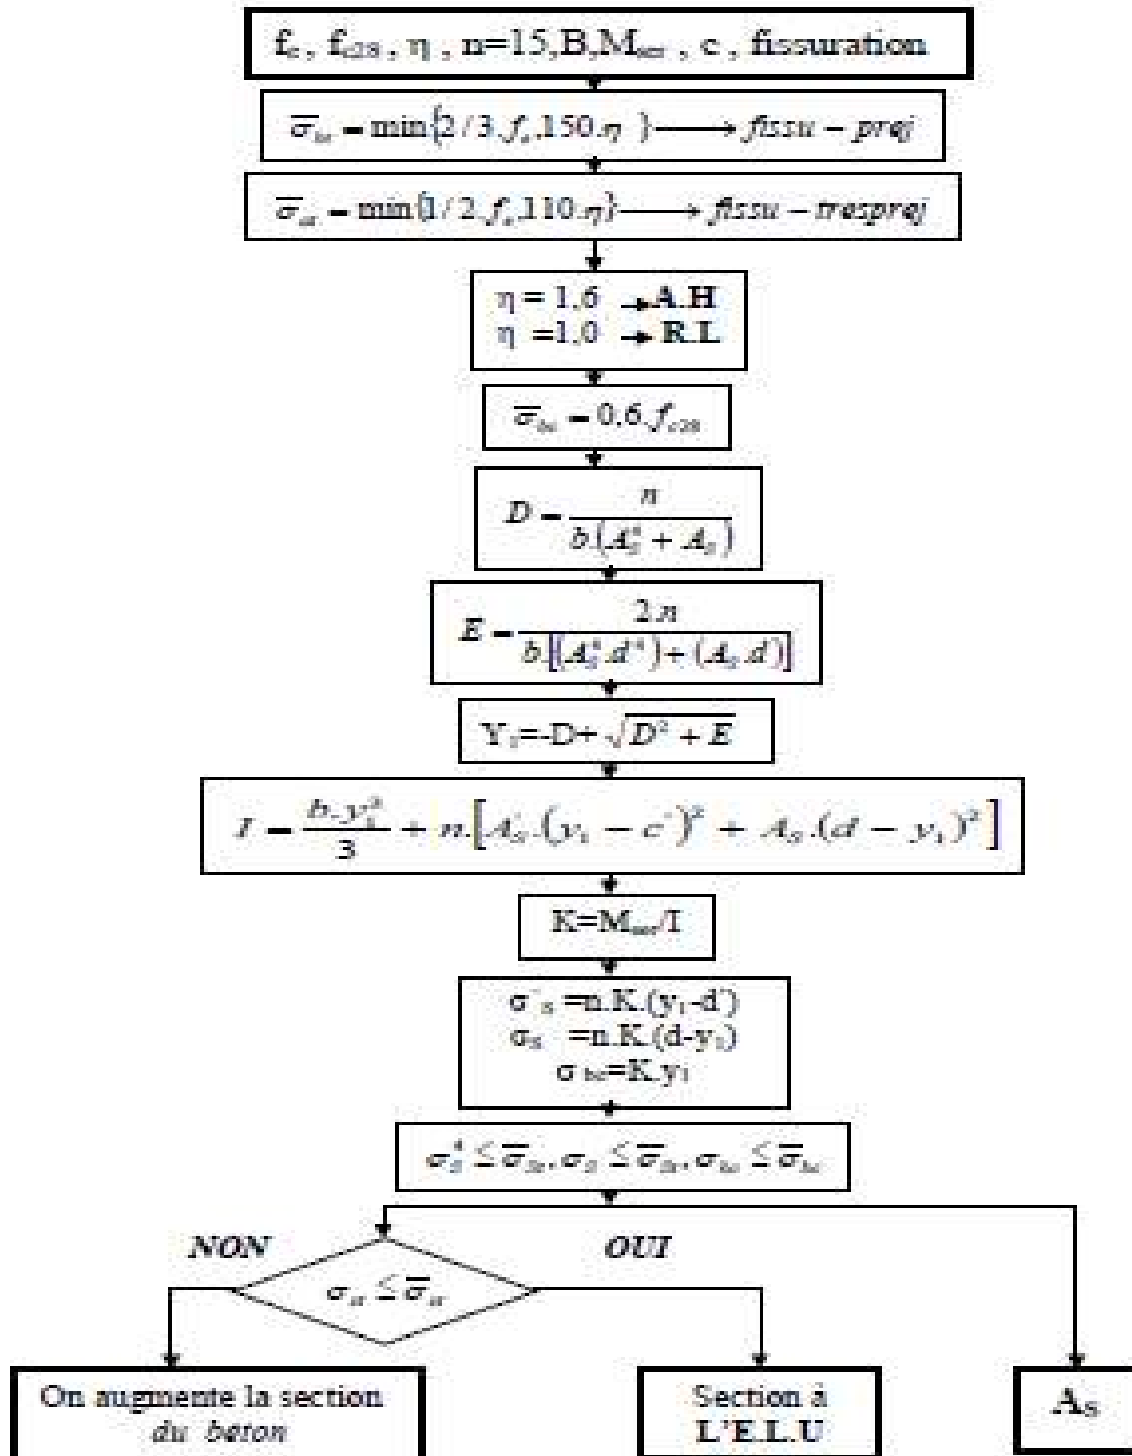 fe , fc28 , η , n=15,B,Mser , c , fissuration
σ̅st = min{2/3.fe,150.η } ⟶ fissu − prej
σ̅st = min{1/2.fe,110.η} ⟶ fissu − tresprej
η = 1,6 → A.H
η =1,0 → R.L
σ̅bc = 0,6.fc28
D = n / b.(A's + As)
E = 2.n / b.[(A's.d') + (As.d)]
Y1=-D+ √(D² + E)
I = b.y1³ / 3 + n.[A's.(y1 − c')² + As.(d − y1)²]
K=Mser/I
σ'S =n.K.(y1-d')
σS =n.K.(d-y1)
σ bc=K.y1
σ's ≤ σ̅st, σs ≤ σ̅st, σbc ≤ σ̅bc
NON OUI
σst ≤ σ̅st
On augmente la section
du beton
Section à
L'E.L.U
AS